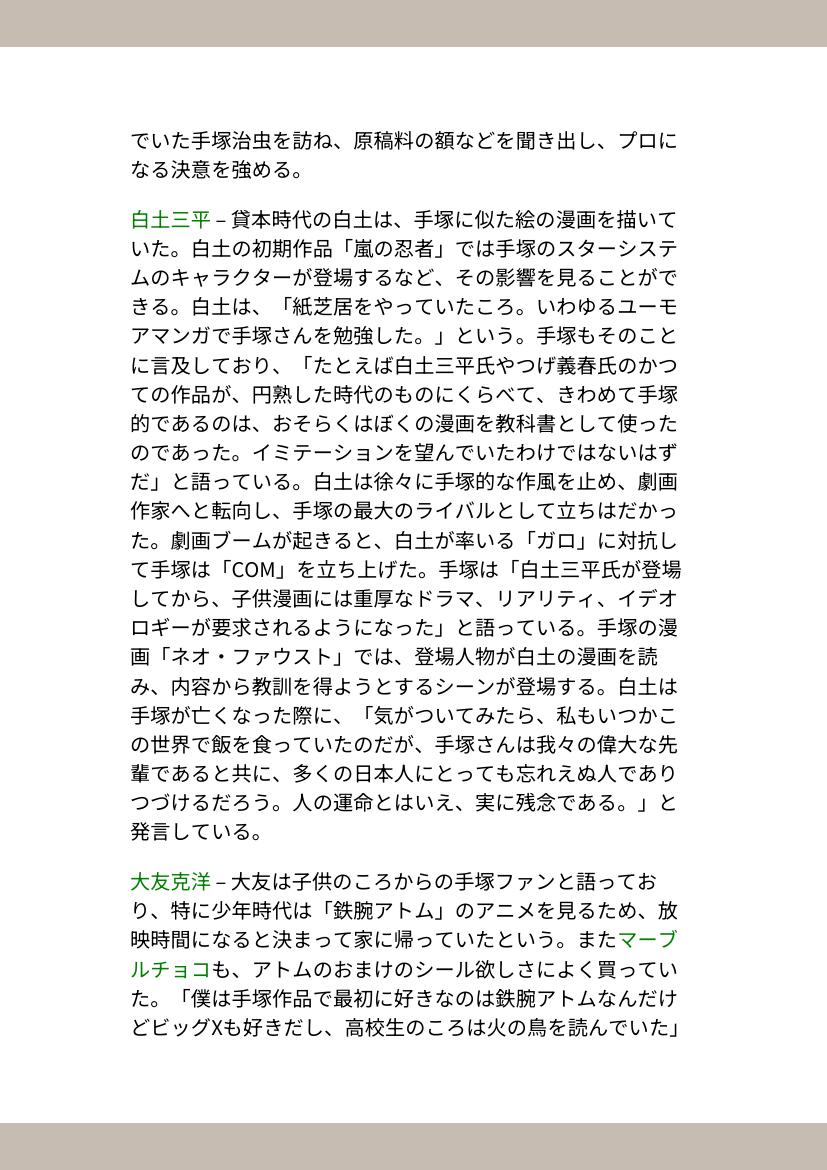 でいた手塚治虫を訪ね、原稿料の額などを聞き出し、プロに
なる決意を強める。
白土三平 – 貸本時代の白土は、手塚に似た絵の漫画を描いて
いた。白土の初期作品「嵐の忍者」では手塚のスターシステ
ムのキャラクターが登場するなど、その影響を見ることがで
きる。白土は、「紙芝居をやっていたころ。いわゆるユーモ
アマンガで手塚さんを勉強した。」という。手塚もそのこと
に言及しており、「たとえば白土三平氏やつげ義春氏のかつ
ての作品が、円熟した時代のものにくらべて、きわめて手塚
的であるのは、おそらくはぼくの漫画を教科書として使った
のであった。イミテーションを望んでいたわけではないはず
だ」と語っている。白土は徐々に手塚的な作風を止め、劇画
作家へと転向し、手塚の最大のライバルとして立ちはだかっ
た。劇画ブームが起きると、白土が率いる「ガロ」に対抗し
て手塚は「COM」を立ち上げた。手塚は「白土三平氏が登場
してから、子供漫画には重厚なドラマ、リアリティ、イデオ
ロギーが要求されるようになった」と語っている。手塚の漫
画「ネオ・ファウスト」では、登場人物が白土の漫画を読
み、内容から教訓を得ようとするシーンが登場する。白土は
手塚が亡くなった際に、「気がついてみたら、私もいつかこ
の世界で飯を食っていたのだが、手塚さんは我々の偉大な先
輩であると共に、多くの日本人にとっても忘れえぬ人であり
つづけるだろう。人の運命とはいえ、実に残念である。」と
発言している。
大友克洋 – 大友は子供のころからの手塚ファンと語ってお
り、特に少年時代は「鉄腕アトム」のアニメを見るため、放
映時間になると決まって家に帰っていたという。またマーブ
ルチョコも、アトムのおまけのシール欲しさによく買ってい
た。「僕は手塚作品で最初に好きなのは鉄腕アトムなんだけ
どビッグXも好きだし、高校生のころは火の鳥を読んでいた」